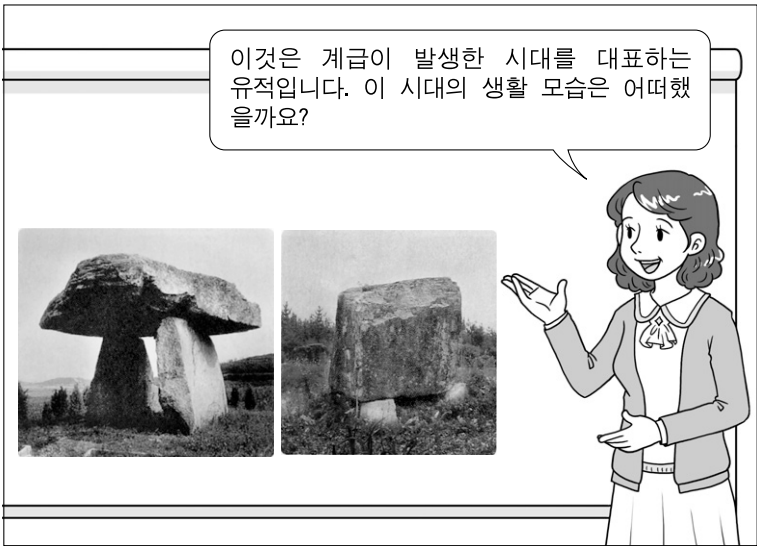 이것은 계급이 발생한 시대를 대표하는
유적입니다. 이 시대의 생활 모습은 어떠했
을까요?